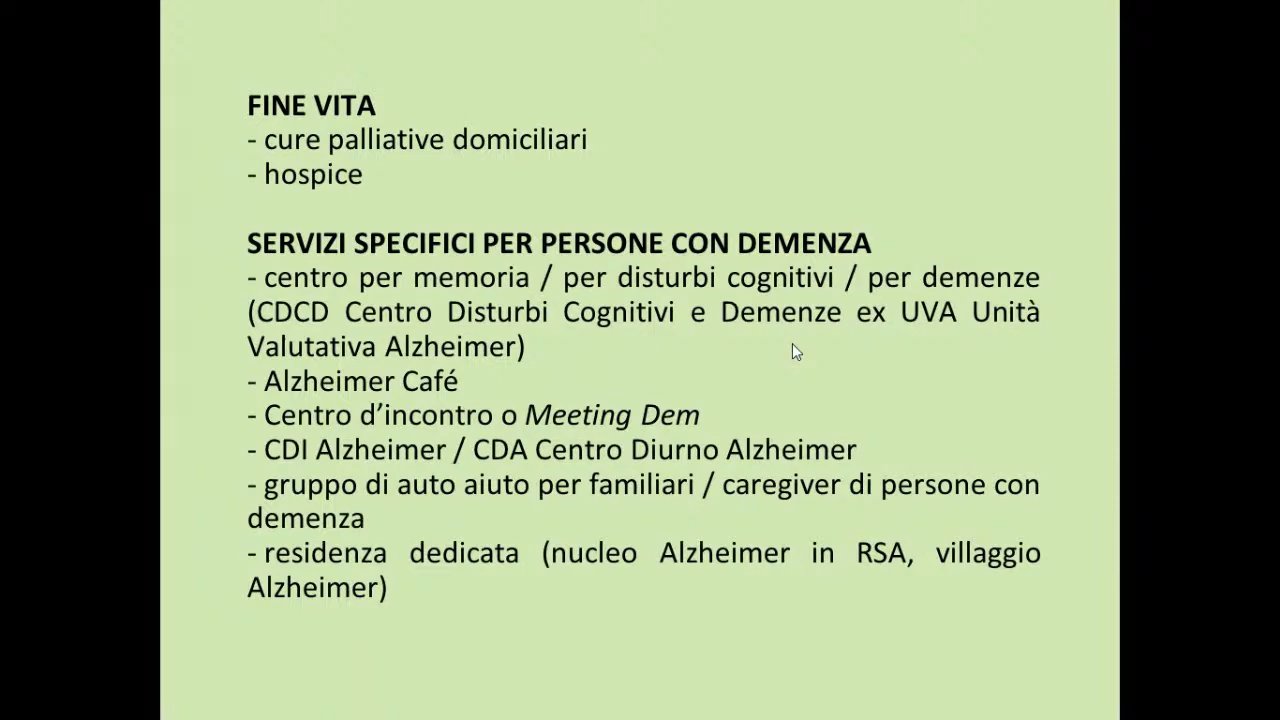 FINE VITA
- cure palliative domiciliari
- hospice
SERVIZI SPECIFICI PER PERSONE CON DEMENZA
- centro per memoria / per disturbi cognitivi / per demenze
(CDCD Centro Disturbi Cognitivi e Demenze ex UVA Unità
Valutativa Alzheimer)
- Alzheimer Café
- Centro d’incontro o Meeting Dem
- CDI Alzheimer / CDA Centro Diurno Alzheimer
- gruppo di auto aiuto per familiari / caregiver di persone con
demenza
- residenza dedicata (nucleo Alzheimer in RSA, villaggio
Alzheimer)